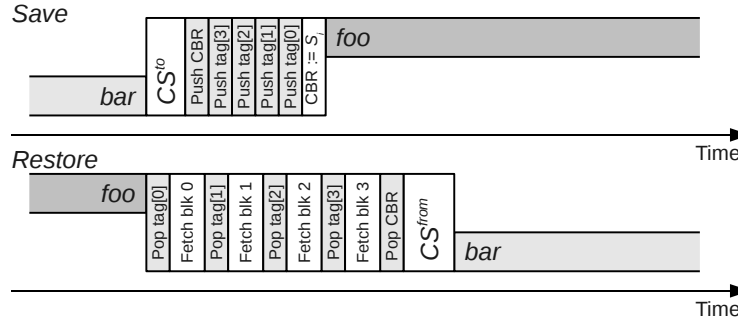 Save
bar
CS^to
Push CBR
Push tag[3]
Push tag[2]
Push tag[1]
Push tag[0]
CBR := S_i
foo
Time
Restore
foo
Pop tag[0]
Fetch blk 0
Pop tag[1]
Fetch blk 1
Pop tag[2]
Fetch blk 2
Pop tag[3]
Fetch blk 3
Pop CBR
CS^from
bar
Time